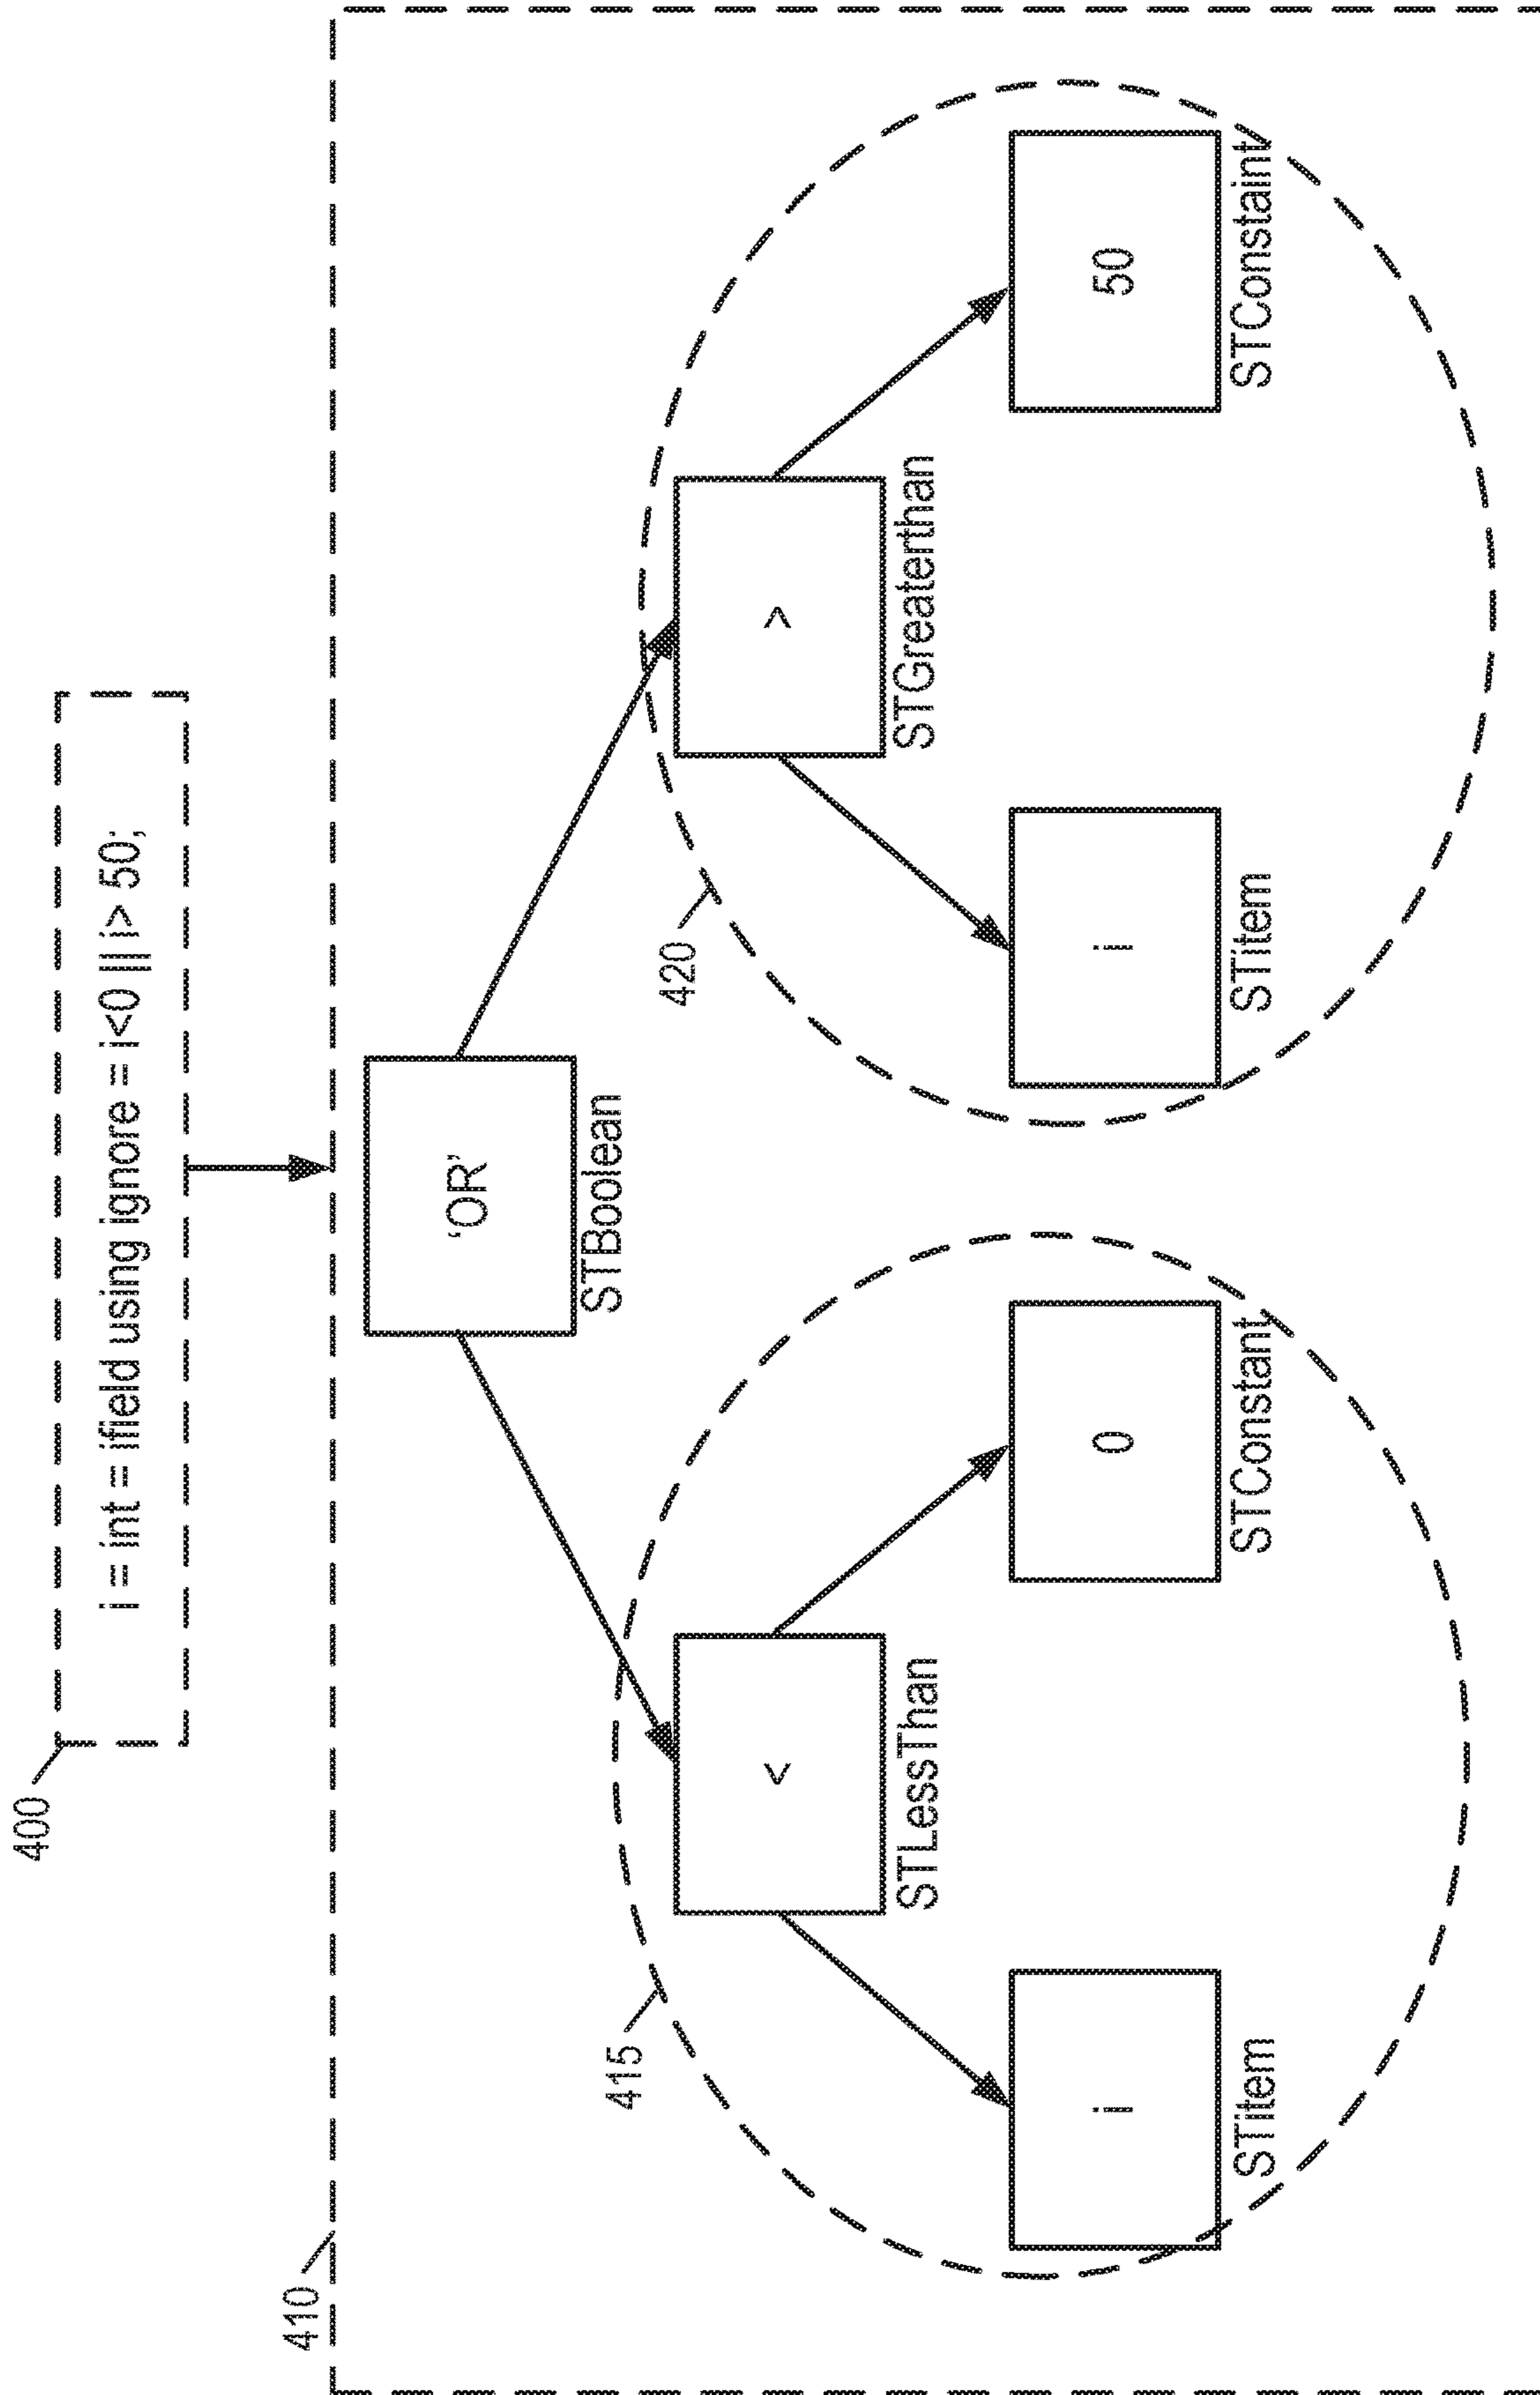 400
i = int = ifield using ignore = i<0 || i> 50;
410
'OR'
STBoolean
415
<
STLessThan
i
STitem
0
STConstant
420
>
STGreaterthan
i
STitem
50
STConstaint